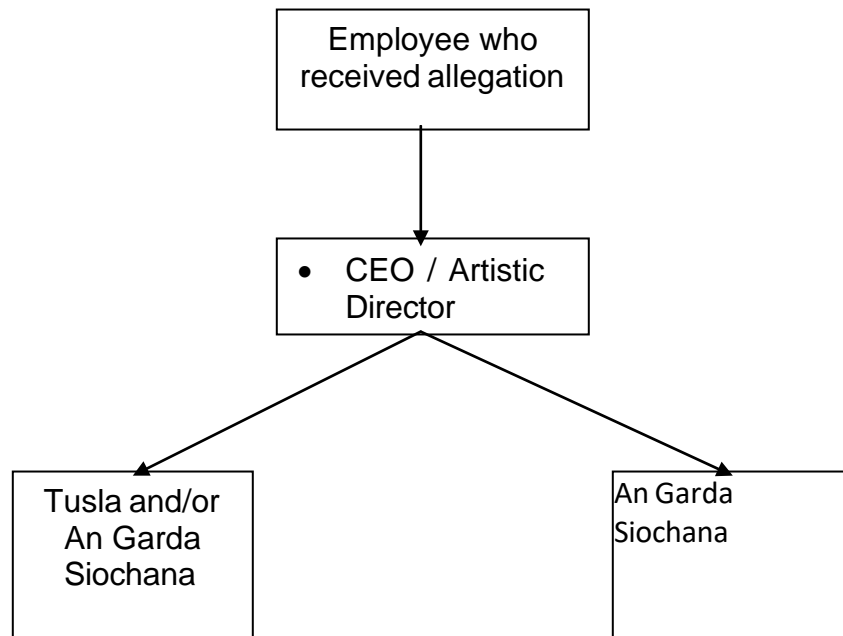 Employee who
received allegation
• CEO / Artistic
Director
Tusla and/or
An Garda
Siochana
An Garda
Siochana